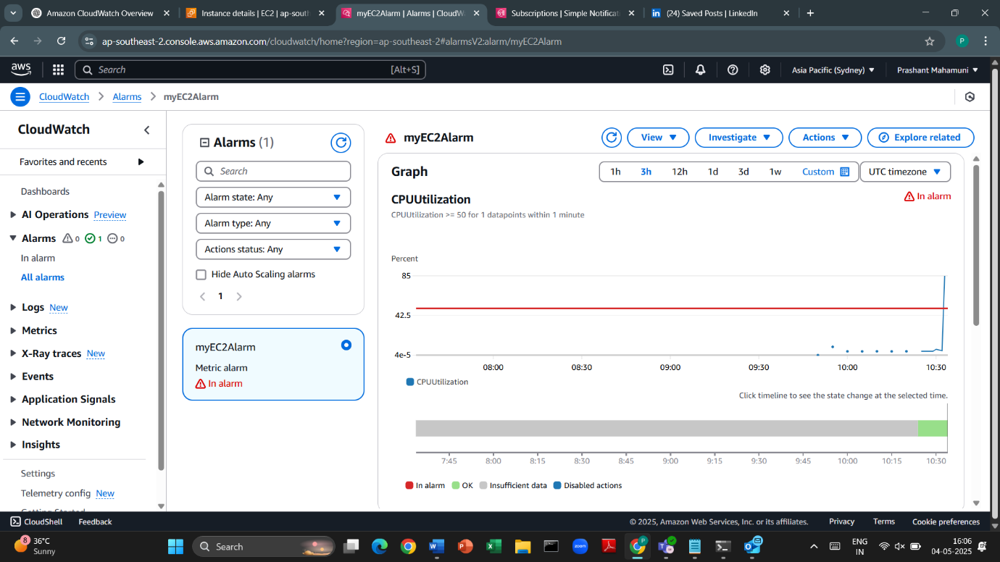 Amazon CloudWatch Overview
Instance details | EC2 | ap-south
myEC2Alarm | Alarms | CloudW
Subscriptions | Simple Notificati
(24) Saved Posts | LinkedIn
ap-southeast-2.console.aws.amazon.com/cloudwatch/home?region=ap-southeast-2#alarmsV2:alarm/myEC2Alarm
P
aws
Search [Alt+S]
Asia Pacific (Sydney)
Prashant Mahamuni
CloudWatch
Alarms
myEC2Alarm
CloudWatch
Favorites and recents
Dashboards
AI Operations Preview
Alarms 0 1 0
In alarm
All alarms
Logs New
Metrics
X-Ray traces New
Events
Application Signals
Network Monitoring
Insights
Settings
Telemetry config New
Alarms (1)
Search
Alarm state: Any
Alarm type: Any
Actions status: Any
Hide Auto Scaling alarms
1
myEC2Alarm
Metric alarm
In alarm
myEC2Alarm
View
Investigate
Actions
Explore related
Graph
1h 3h 12h 1d 3d 1w Custom
UTC timezone
CPUUtilization
In alarm
CPUUtilization >= 50 for 1 datapoints within 1 minute
Percent
85
42.5
4e-5
08:00 08:30 09:00 09:30 10:00 10:30
CPUUtilization
Click timeline to see the state change at the selected time.
7:45 8:00 8:15 8:30 8:45 9:00 9:15 9:30 9:45 10:00 10:15 10:30
In alarm OK Insufficient data Disabled actions
CloudShell
Feedback
© 2025, Amazon Web Services, Inc. or its affiliates.
Privacy
Terms
Cookie preferences
8
36°C
Sunny
Search
zoom
ENG
IN
16:06
04-05-2025